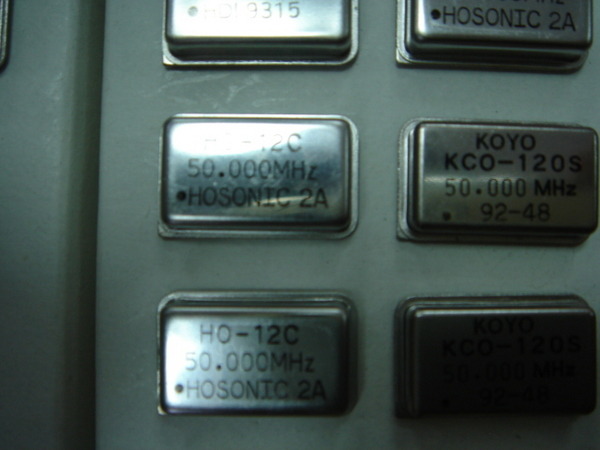 HDL9315
HOSONIC 2A
HO-12C
50.000MHz
HOSONIC 2A
KOYO
KCO-120S
50.000 MHz
92-48
HO-12C
50.000MHz
HOSONIC 2A
KOYO
KCO-120S
50.000 MHz
92-48